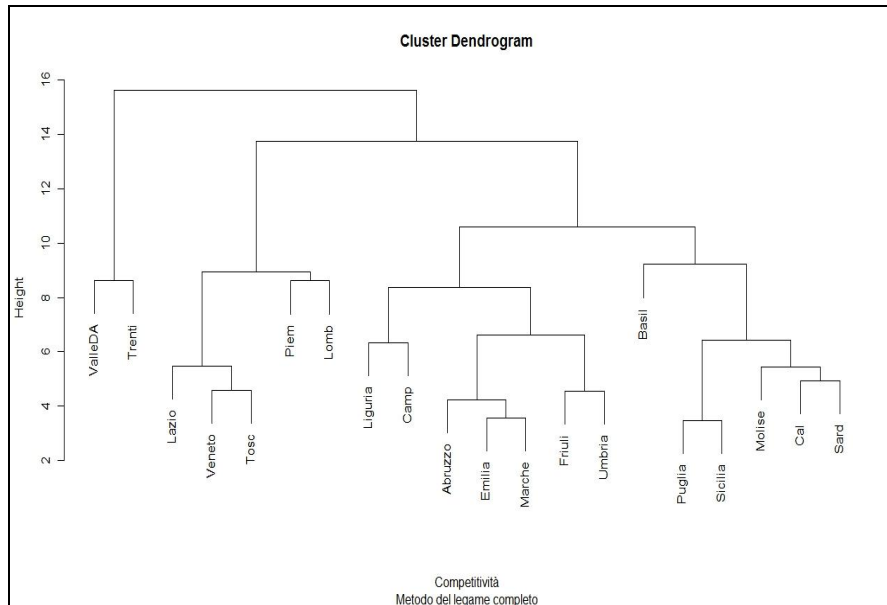 Cluster Dendrogram
16
14
12
10
8
6
4
2
Height
ValleDA
Trenti
Lazio
Veneto
Tosc
Piem
Lomb
Liguria
Camp
Abruzzo
Emilia
Marche
Friuli
Umbria
Basil
Puglia
Sicilia
Molise
Cal
Sard
Competitività
Metodo del legame completo